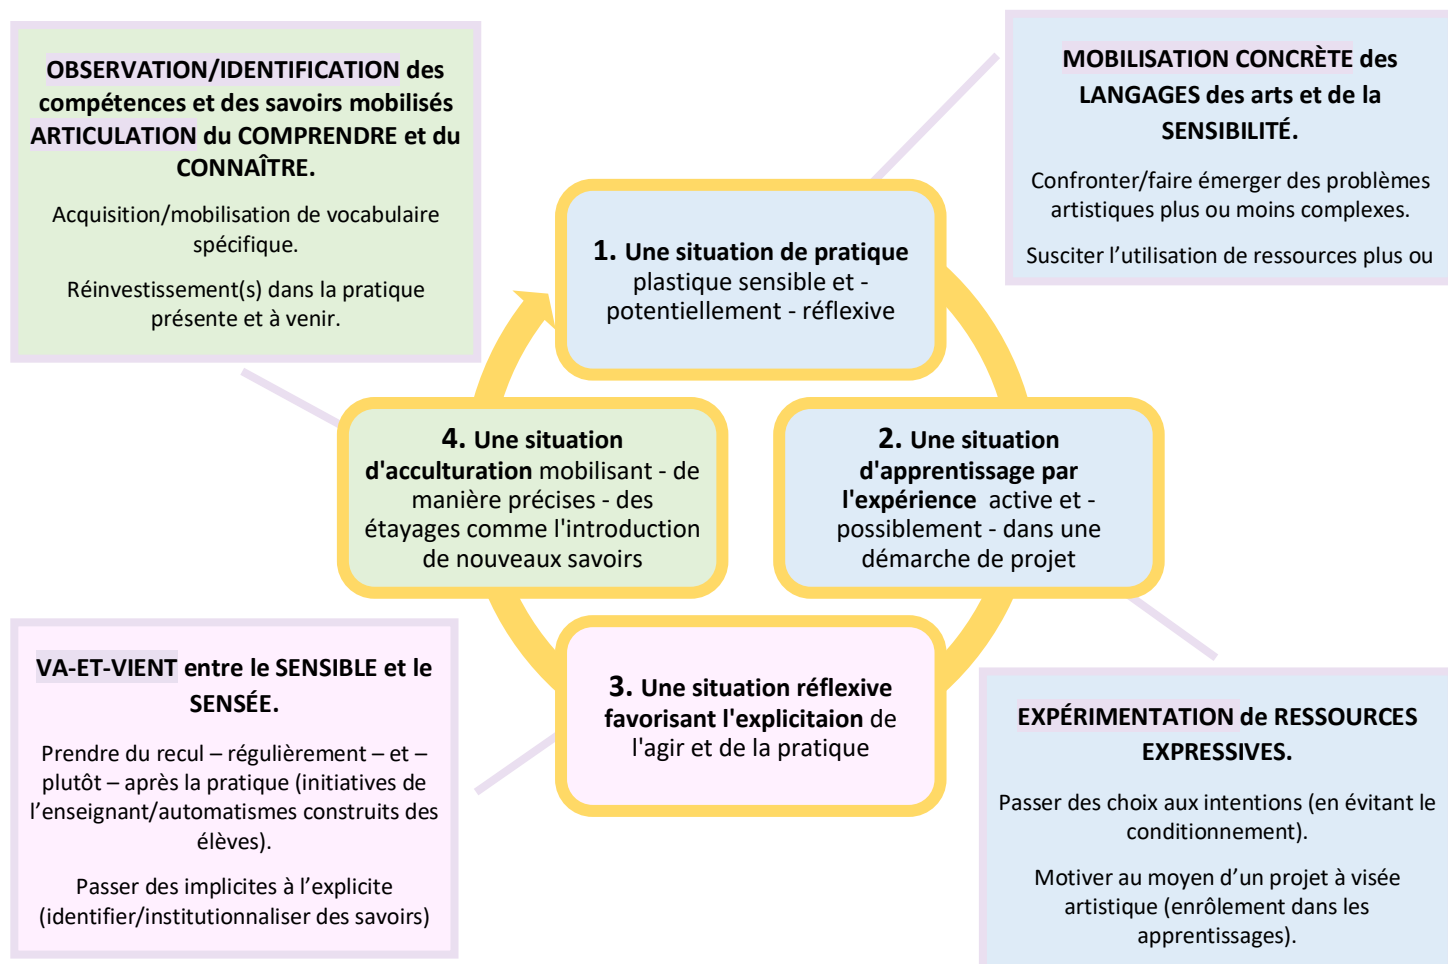 OBSERVATION/IDENTIFICATION des
compétences et des savoirs mobilisés
ARTICULATION du COMPRENDRE et du
CONNAÎTRE.
Acquisition/mobilisation de vocabulaire
spécifique.
Réinvestissement(s) dans la pratique
présente et à venir.
MOBILISATION CONCRÈTE des
LANGAGES des arts et de la
SENSIBILITÉ.
Confronter/faire émerger des problèmes
artistiques plus ou moins complexes.
Susciter l’utilisation de ressources plus ou
1. Une situation de pratique
plastique sensible et -
potentiellement - réflexive
2. Une situation
d'apprentissage par
l'expérience active et -
possiblement - dans une
démarche de projet
3. Une situation réflexive
favorisant l'explicitaion de
l'agir et de la pratique
4. Une situation
d'acculturation mobilisant - de
manière précises - des
étayages comme l'introduction
de nouveaux savoirs
VA-ET-VIENT entre le SENSIBLE et le
SENSÉE.
Prendre du recul – régulièrement – et –
plutôt – après la pratique (initiatives de
l’enseignant/automatismes construits des
élèves).
Passer des implicites à l’explicite
(identifier/institutionnaliser des savoirs)
EXPÉRIMENTATION de RESSOURCES
EXPRESSIVES.
Passer des choix aux intentions (en évitant le
conditionnement).
Motiver au moyen d’un projet à visée
artistique (enrôlement dans les
apprentissages).